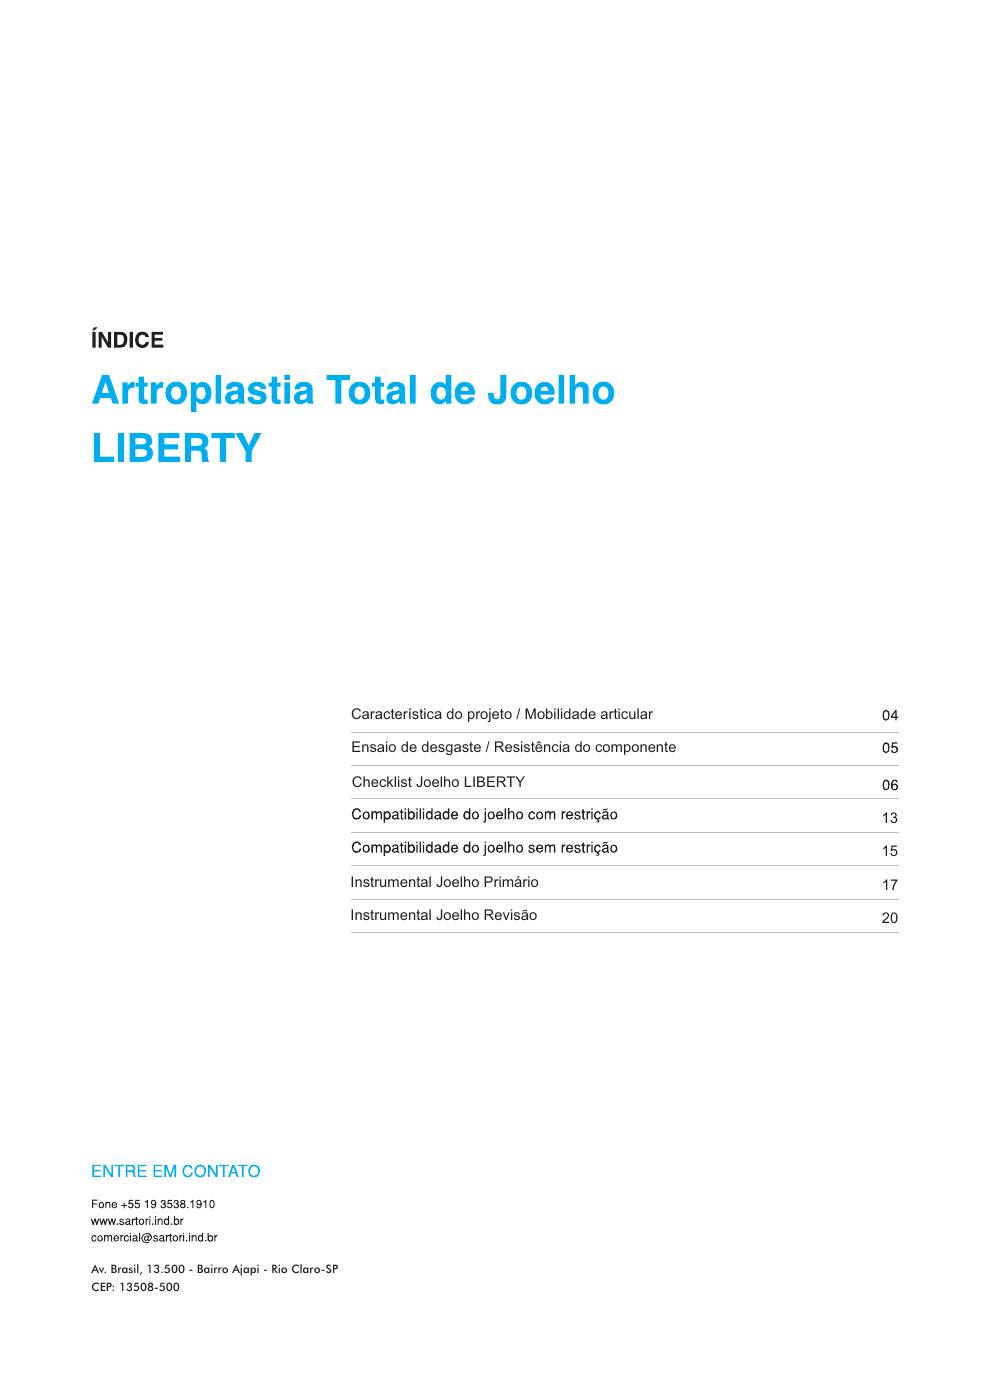 ÍNDICE
Artroplastia Total de Joelho
LIBERTY
Característica do projeto / Mobilidade articular 04
Ensaio de desgaste / Resistência do componente 05
Checklist Joelho LIBERTY 06
Compatibilidade do joelho com restrição 13
Compatibilidade do joelho sem restrição 15
Instrumental Joelho Primário 17
Instrumental Joelho Revisão 20
ENTRE EM CONTATO
Fone +55 19 3538.1910
www.sartori.ind.br
comercial@sartori.ind.br
Av. Brasil, 13.500 - Bairro Ajapi - Rio Claro-SP
CEP: 13508-500